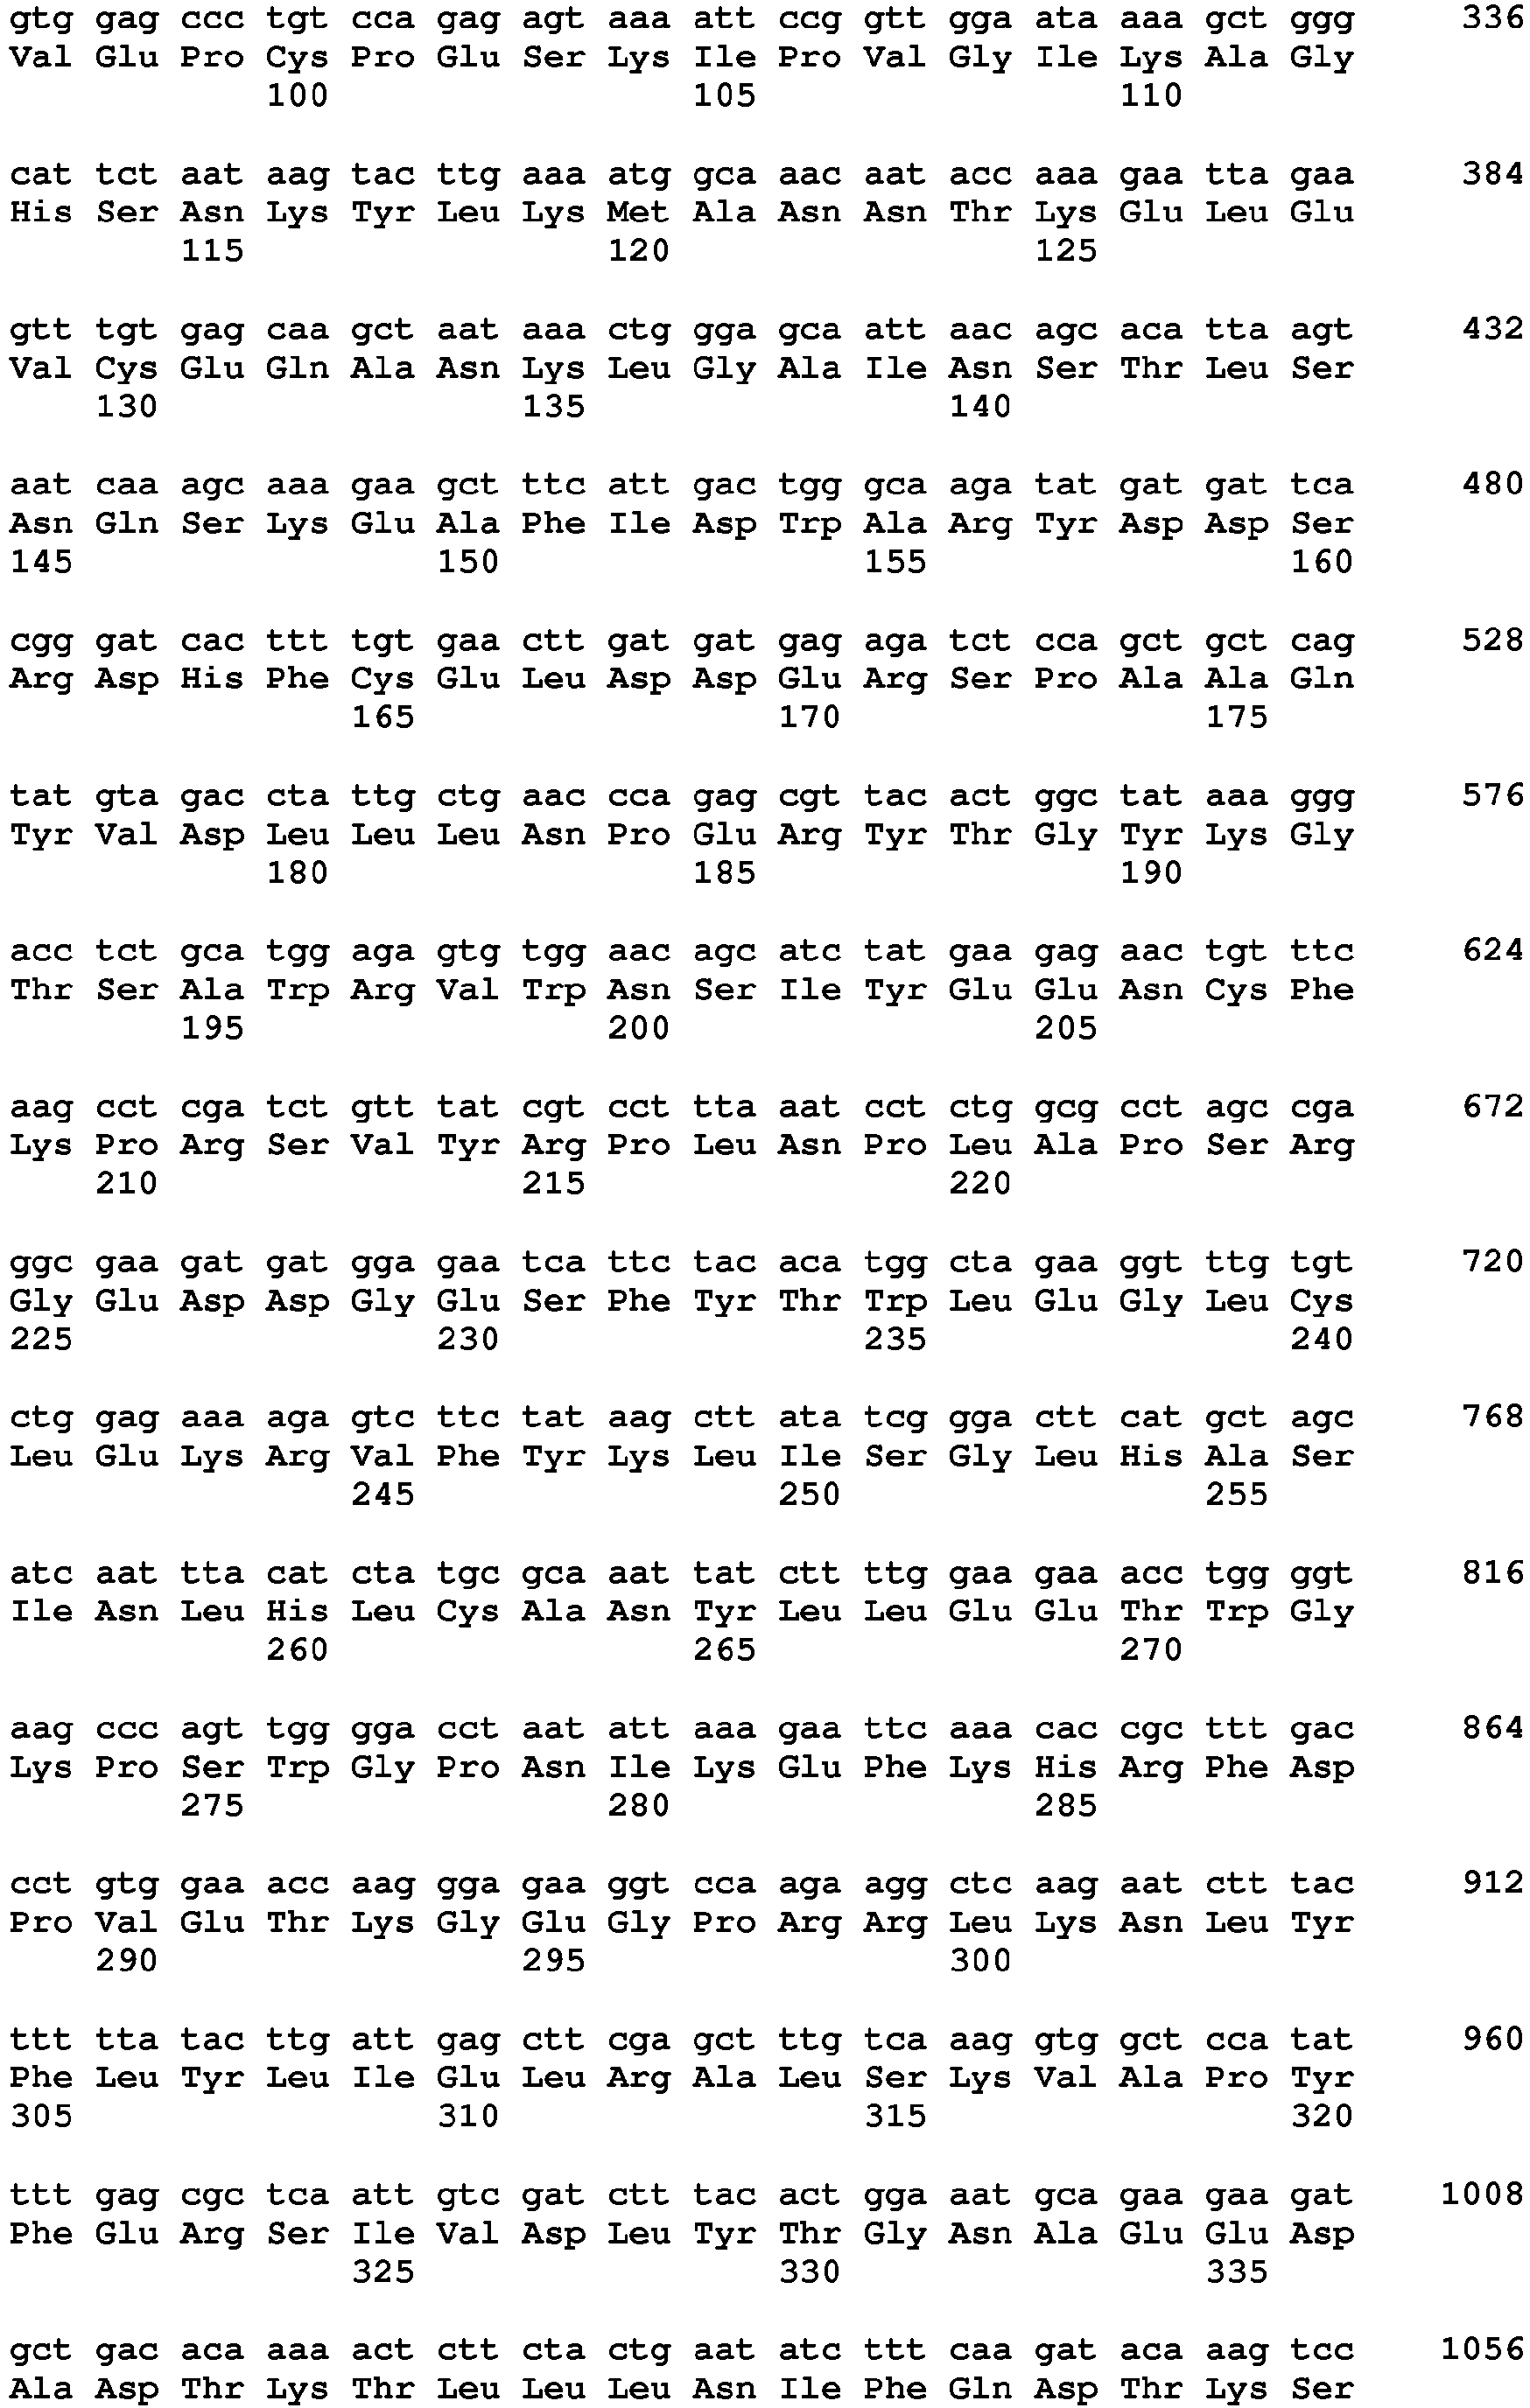 gtg gag ccc tgt cca gag agt aaa att ccg gtt gga ata aaa gct ggg 336
Val Glu Pro Cys Pro Glu Ser Lys Ile Pro Val Gly Ile Lys Ala Gly
100 105 110
cat tct aat aag tac ttg aaa atg gca aac aat acc aaa gaa tta gaa 384
His Ser Asn Lys Tyr Leu Lys Met Ala Asn Asn Thr Lys Glu Leu Glu
115 120 125
gtt tgt gag caa gct aat aaa ctg gga gca att aac agc aca tta agt 432
Val Cys Glu Gln Ala Asn Lys Leu Gly Ala Ile Asn Ser Thr Leu Ser
130 135 140
aat caa agc aaa gaa gct ttc att gac tgg gca aga tat gat gat tca 480
Asn Gln Ser Lys Glu Ala Phe Ile Asp Trp Ala Arg Tyr Asp Asp Ser
145 150 155 160
cgg gat cac ttt tgt gaa ctt gat gat gag aga tct cca gct gct cag 528
Arg Asp His Phe Cys Glu Leu Asp Asp Glu Arg Ser Pro Ala Ala Gln
165 170 175
tat gta gac cta ttg ctg aac cca gag cgt tac act ggc tat aaa ggg 576
Tyr Val Asp Leu Leu Leu Asn Pro Glu Arg Tyr Thr Gly Tyr Lys Gly
180 185 190
acc tct gca tgg aga gtg tgg aac agc atc tat gaa gag aac tgt ttc 624
Thr Ser Ala Trp Arg Val Trp Asn Ser Ile Tyr Glu Glu Asn Cys Phe
195 200 205
aag cct cga tct gtt tat cgt cct tta aat cct ctg gcg cct agc cga 672
Lys Pro Arg Ser Val Tyr Arg Pro Leu Asn Pro Leu Ala Pro Ser Arg
210 215 220
ggc gaa gat gat gga gaa tca ttc tac aca tgg cta gaa ggt ttg tgt 720
Gly Glu Asp Asp Gly Glu Ser Phe Tyr Thr Trp Leu Glu Gly Leu Cys
225 230 235 240
ctg gag aaa aga gtc ttc tat aag ctt ata tcg gga ctt cat gct agc 768
Leu Glu Lys Arg Val Phe Tyr Lys Leu Ile Ser Gly Leu His Ala Ser
245 250 255
atc aat tta cat cta tgc gca aat tat ctt ttg gaa gaa acc tgg ggt 816
Ile Asn Leu His Leu Cys Ala Asn Tyr Leu Leu Glu Glu Thr Trp Gly
260 265 270
aag ccc agt tgg gga cct aat att aaa gaa ttc aaa cac cgc ttt gac 864
Lys Pro Ser Trp Gly Pro Asn Ile Lys Glu Phe Lys His Arg Phe Asp
275 280 285
cct gtg gaa acc aag gga gaa ggt cca aga agg ctc aag aat ctt tac 912
Pro Val Glu Thr Lys Gly Glu Gly Pro Arg Arg Leu Lys Asn Leu Tyr
290 295 300
ttt tta tac ttg att gag ctt cga gct ttg tca aag gtg gct cca tat 960
Phe Leu Tyr Leu Ile Glu Leu Arg Ala Leu Ser Lys Val Ala Pro Tyr
305 310 315 320
ttt gag cgc tca att gtc gat ctt tac act gga aat gca gaa gaa gat 1008
Phe Glu Arg Ser Ile Val Asp Leu Tyr Thr Gly Asn Ala Glu Glu Asp
325 330 335
gct gac aca aaa act ctt cta ctg aat atc ttt caa gat aca aag tcc 1056
Ala Asp Thr Lys Thr Leu Leu Leu Asn Ile Phe Gln Asp Thr Lys Ser